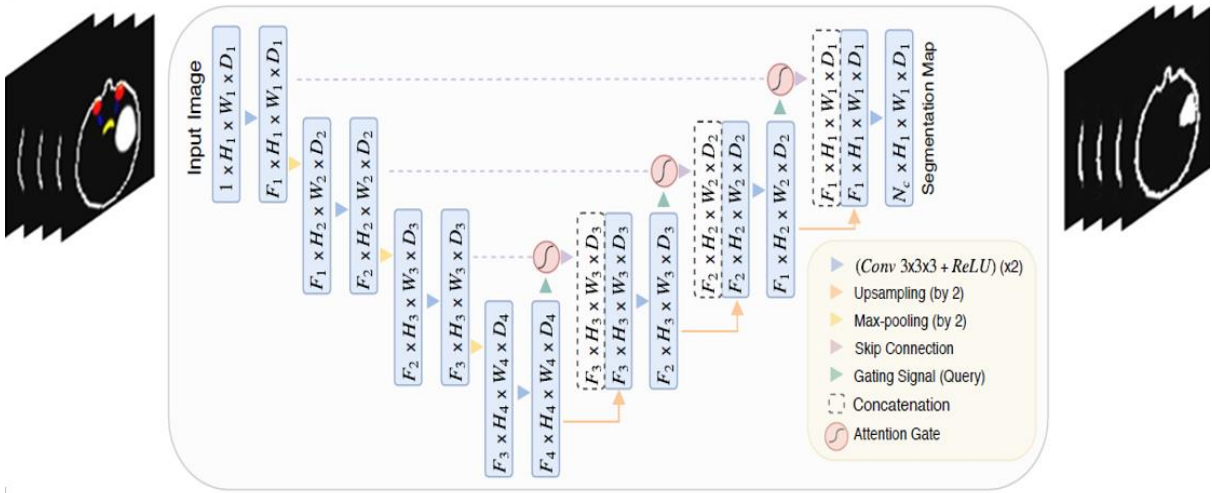 Input Image
1 × H₁ × W₁ × D₁
F₁ × H₁ × W₁ × D₁
F₁ × H₂ × W₂ × D₂
F₂ × H₂ × W₂ × D₂
F₂ × H₃ × W₃ × D₃
F₃ × H₃ × W₃ × D₃
F₃ × H₄ × W₄ × D₄
F₄ × H₄ × W₄ × D₄
F₃ × H₃ × W₃ × D₃
F₃ × H₃ × W₃ × D₃
F₂ × H₃ × W₃ × D₃
F₂ × H₂ × W₂ × D₂
F₂ × H₂ × W₂ × D₂
F₁ × H₂ × W₂ × D₂
F₁ × H₁ × W₁ × D₁
F₁ × H₁ × W₁ × D₁
N_c × H₁ × W₁ × D₁
Segmentation Map
(Conv 3x3x3 + ReLU) (x2)
Upsampling (by 2)
Max-pooling (by 2)
Skip Connection
Gating Signal (Query)
Concatenation
Attention Gate